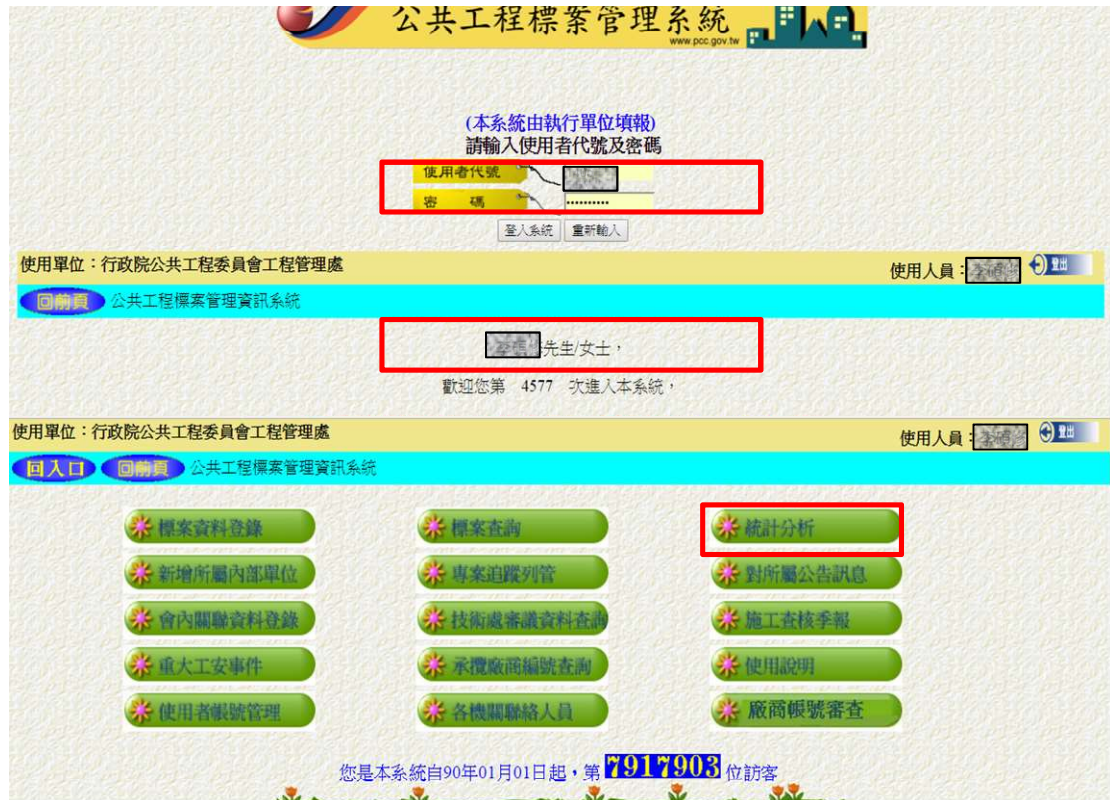 公共工程標案管理系統
www.pcc.gov.tw
(本系統由執行單位填報)
請輸入使用者代號及密碼
使用者代號
密 碼 ··········
登入系統 重新輸入
使用單位：行政院公共工程委員會工程管理處 使用人員： 登出
回前頁 公共工程標案管理資訊系統
先生/女士，
歡迎您第 4577 次進入本系統，
使用單位：行政院公共工程委員會工程管理處 使用人員： 登出
回入口 回前頁 公共工程標案管理資訊系統
標案資料登錄 標案查詢 統計分析
新增所屬內部單位 專案追蹤列管 對所屬公告訊息
會內關聯資料登錄 技術處審議資料查詢 施工查核季報
重大工安事件 承攬廠商編號查詢 使用說明
使用者帳號管理 各機關聯絡人員 廠商帳號審查
您是本系統自90年01月01日起，第 7917903 位訪客